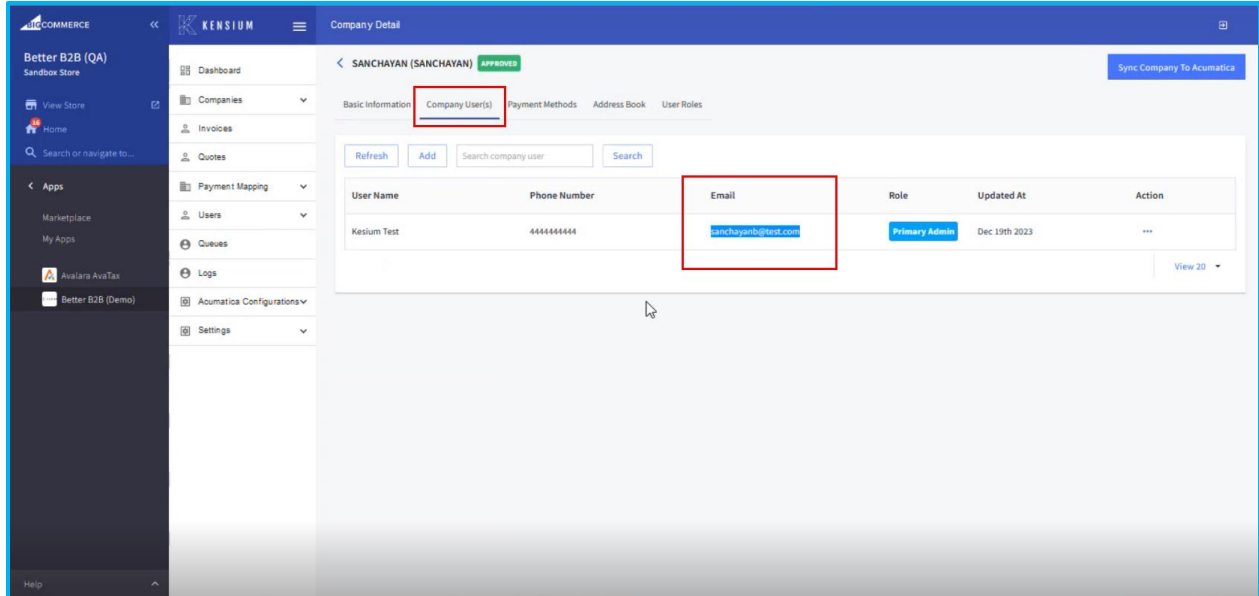 BIGCOMMERCE
Better B2B (QA)
Sandbox Store
View Store
16
Home
Search or navigate to...
Apps
Marketplace
My Apps
Avalara AvaTax
Better B2B (Demo)
Help
KENSIUM
Dashboard
Companies
Invoices
Quotes
Payment Mapping
Users
Queues
Logs
Acumatica Configurations
Settings
Company Detail
SANCHAYAN (SANCHAYAN) APPROVED
Sync Company To Acumatica
Basic Information Company User(s) Payment Methods Address Book User Roles
Refresh Add Search company user Search
User Name Phone Number Email Role Updated At Action
Kesium Test 4444444444 sanchayanb@test.com Primary Admin Dec 19th 2023 ...
View 20